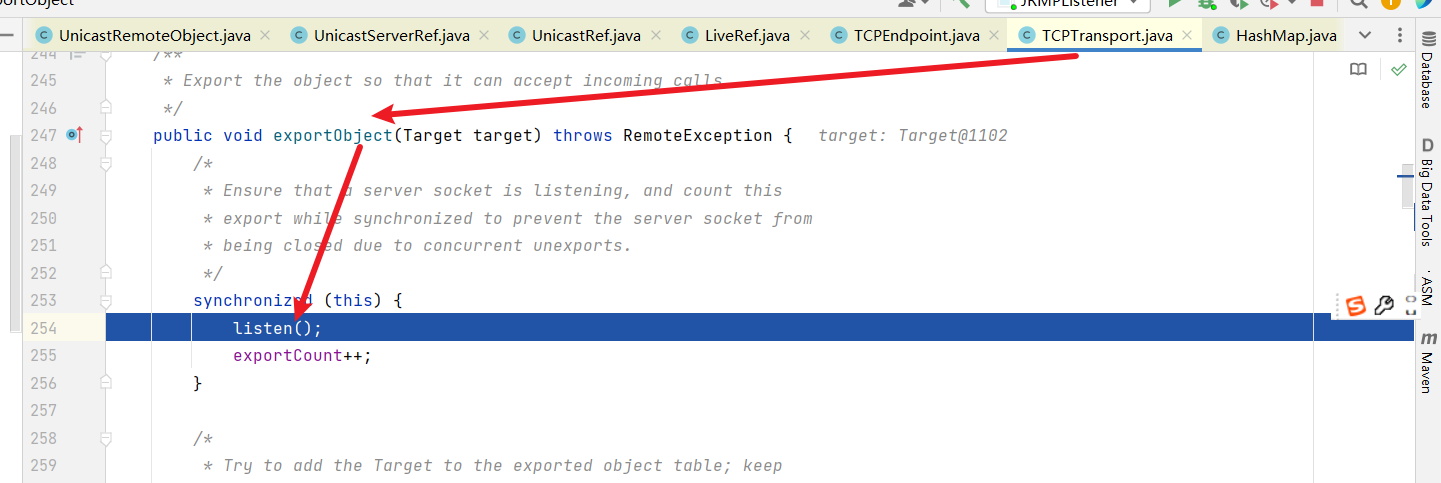 ortObject
JRMPListener
UnicastRemoteObject.java
UnicastServerRef.java
UnicastRef.java
LiveRef.java
TCPEndpoint.java
TCPTransport.java
HashMap.java
244 /**
245 * Export the object so that it can accept incoming calls
246 */
247 public void exportObject(Target target) throws RemoteException { target: Target@1102
248 /*
249 * Ensure that a server socket is listening, and count this
250 * export while synchronized to prevent the server socket from
251 * being closed due to concurrent unexports.
252 */
253 synchronized (this) {
254 listen();
255 exportCount++;
256 }
257
258 /*
259 * Try to add the Target to the exported object table; keep
Database
D
Big Data Tools
ASM
m
Maven
S